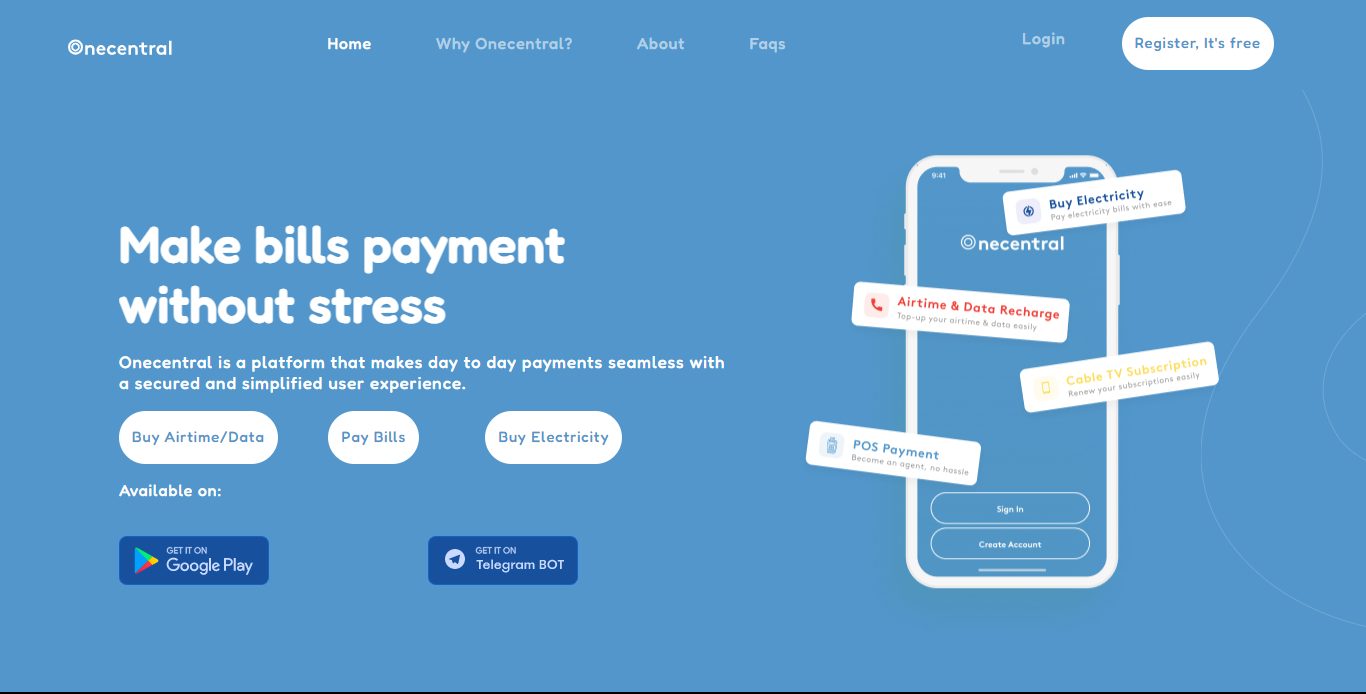 Onecentral
Home
Why Onecentral?
About
Faqs
Login
Register, It's free
Make bills payment
without stress
Onecentral is a platform that makes day to day payments seamless with
a secured and simplified user experience.
Buy Airtime/Data
Pay Bills
Buy Electricity
Available on:
GET IT ON
Google Play
GET IT ON
Telegram BOT
9:41
Buy Electricity
Pay electricity bills with ease
Onecentral
Airtime & Data Recharge
Top-up your airtime & data easily
Cable TV Subscription
Renew your subscriptions easily
POS Payment
Become an agent, no hassle
Sign In
Create Account